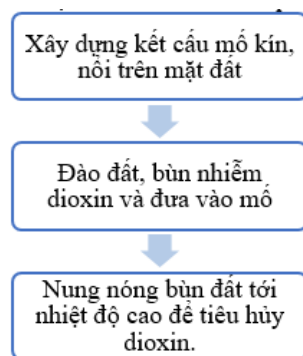 Xây dựng kết cấu mố kín,
nổi trên mặt đất
Đào đất, bùn nhiễm
dioxin và đưa vào mố
Nung nóng bùn đất tới
nhiệt độ cao để tiêu hủy
dioxin.